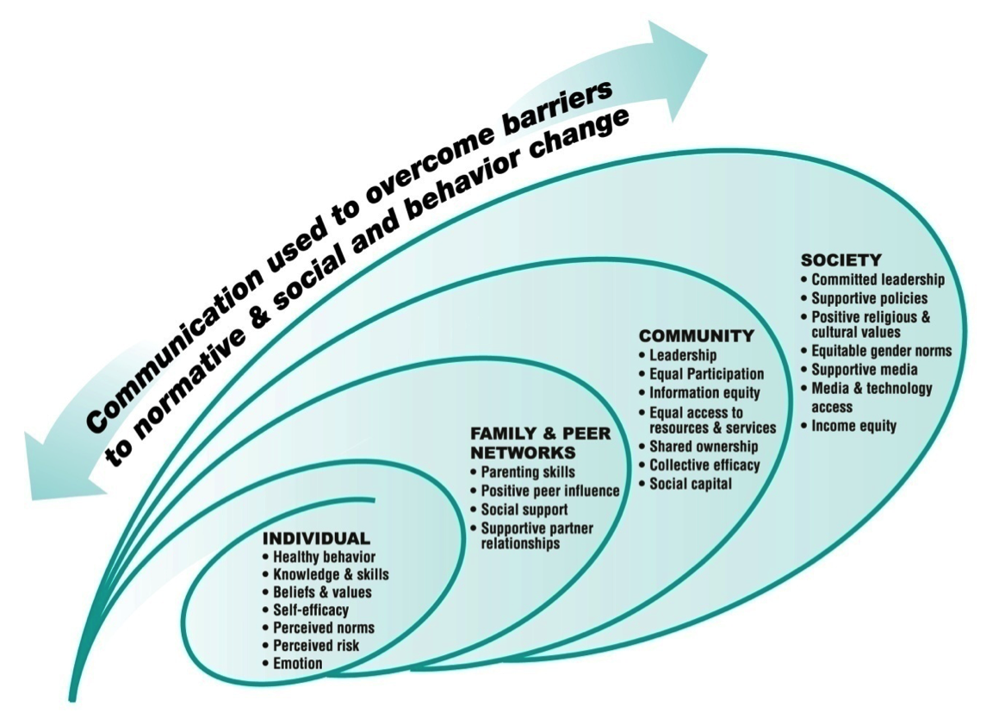 Communication used to overcome barriers
to normative & social and behavior change
INDIVIDUAL
• Healthy behavior
• Knowledge & skills
• Beliefs & values
• Self-efficacy
• Perceived norms
• Perceived risk
• Emotion
FAMILY & PEER
NETWORKS
• Parenting skills
• Positive peer influence
• Social support
• Supportive partner
relationships
COMMUNITY
• Leadership
• Equal Participation
• Information equity
• Equal access to
resources & services
• Shared ownership
• Collective efficacy
• Social capital
SOCIETY
• Committed leadership
• Supportive policies
• Positive religious &
cultural values
• Equitable gender norms
• Supportive media
• Media & technology
access
• Income equity